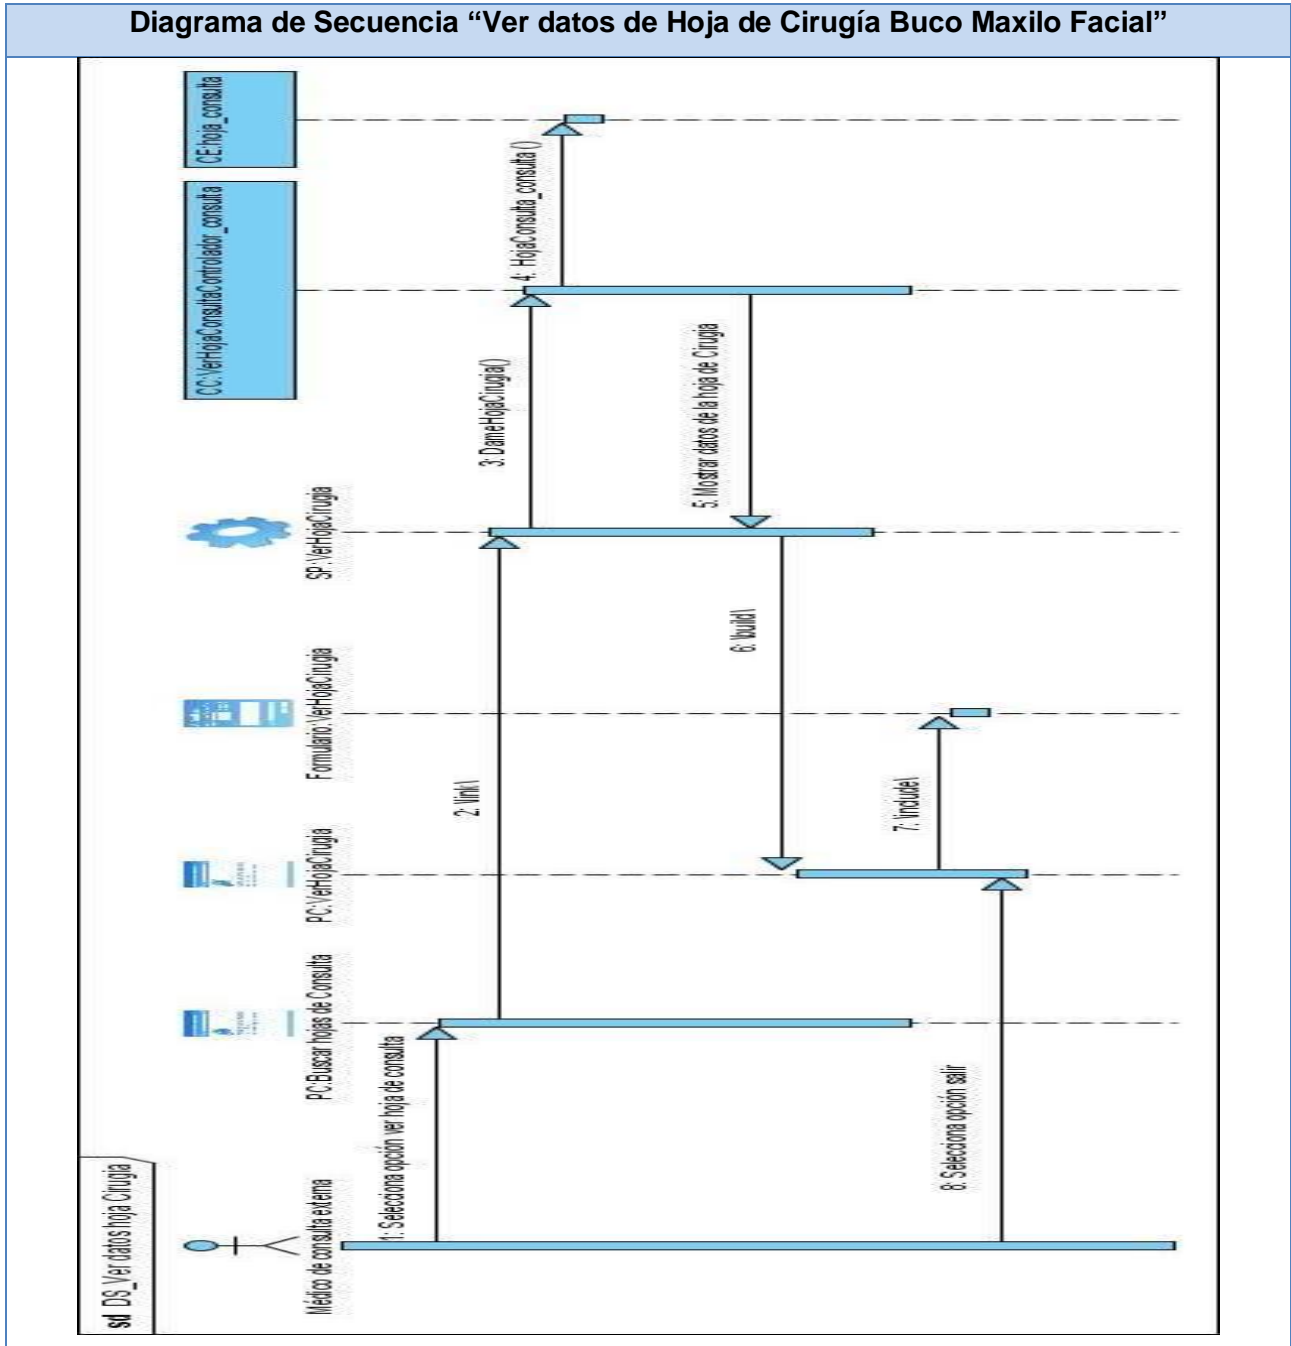 Diagrama de Secuencia “Ver datos de Hoja de Cirugía Buco Maxilo Facial”
sd DS_Ver datos hoja Cirugia
Médico de consulta externa
PC:Buscar hojas de Consulta
PC:VerHojaCirugia
Formulario:VerHojaCirugia
SP:VerHojaCirugia
CC:VerHojaConsultaControlador_consulta
CE:hoja_consulta
1: Selecciona opción ver hoja de consulta
2: \link\
3: DameHojaCirugia()
4: HojaConsulta_consulta ()
5: Mostrar datos de la hoja de Cirugia
6: \build\
7: \include\
8: Selecciona opción salir